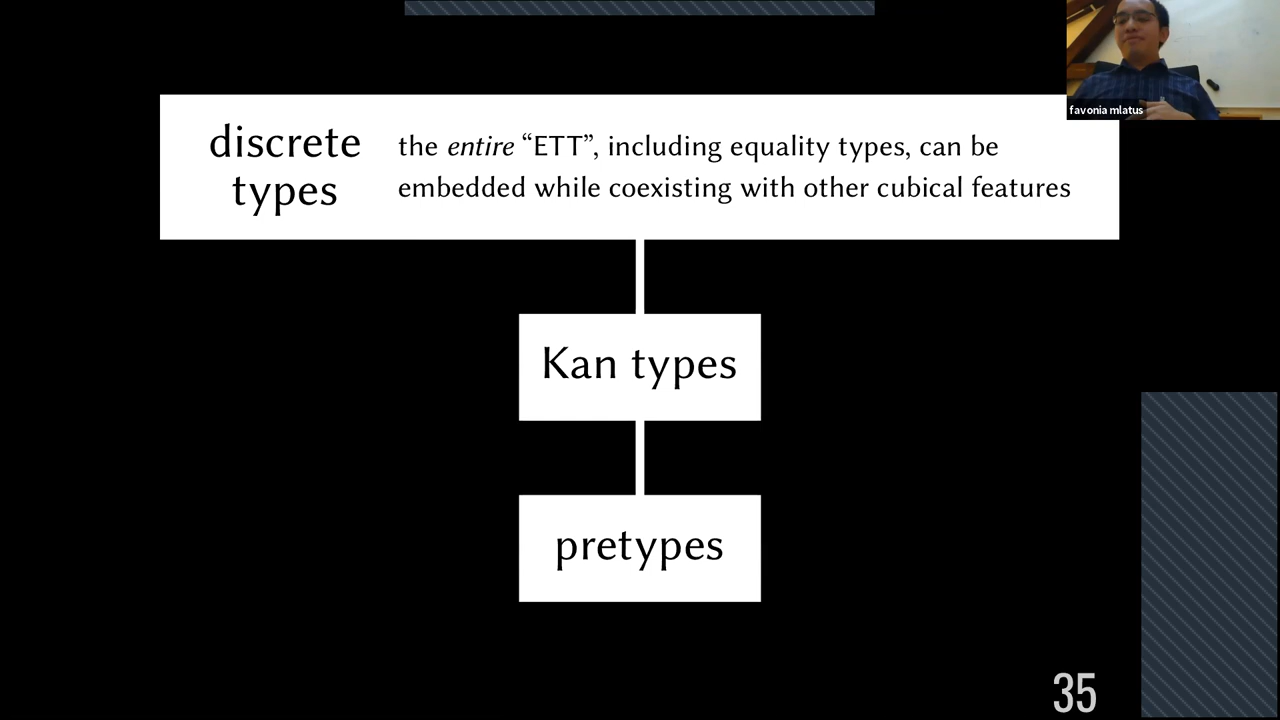 favonia mlatus
discrete
types
the entire “ETT”, including equality types, can be
embedded while coexisting with other cubical features
Kan types
pretypes
35